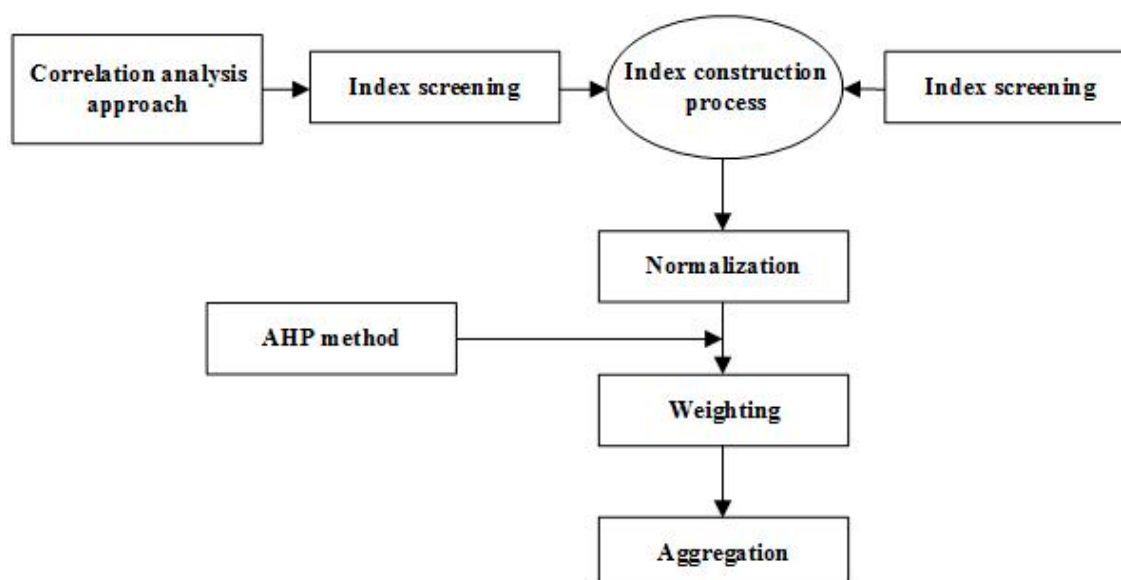 Correlation analysis
approach
Index screening
Index construction
process
Index screening
Normalization
AHP method
Weighting
Aggregation